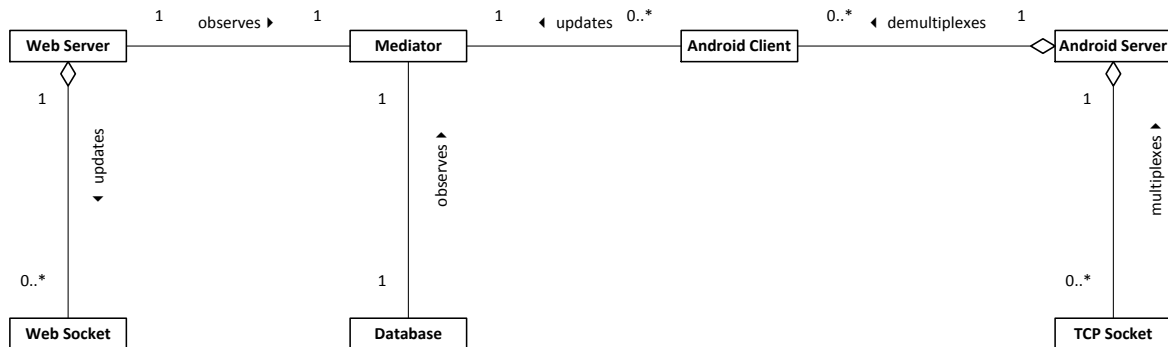 1 observes 1 1 updates 0..* 0..* demultiplexes 1
Web Server Mediator Android Client Android Server
1 1 1
updates observes multiplexes
0..* 1 0..*
Web Socket Database TCP Socket